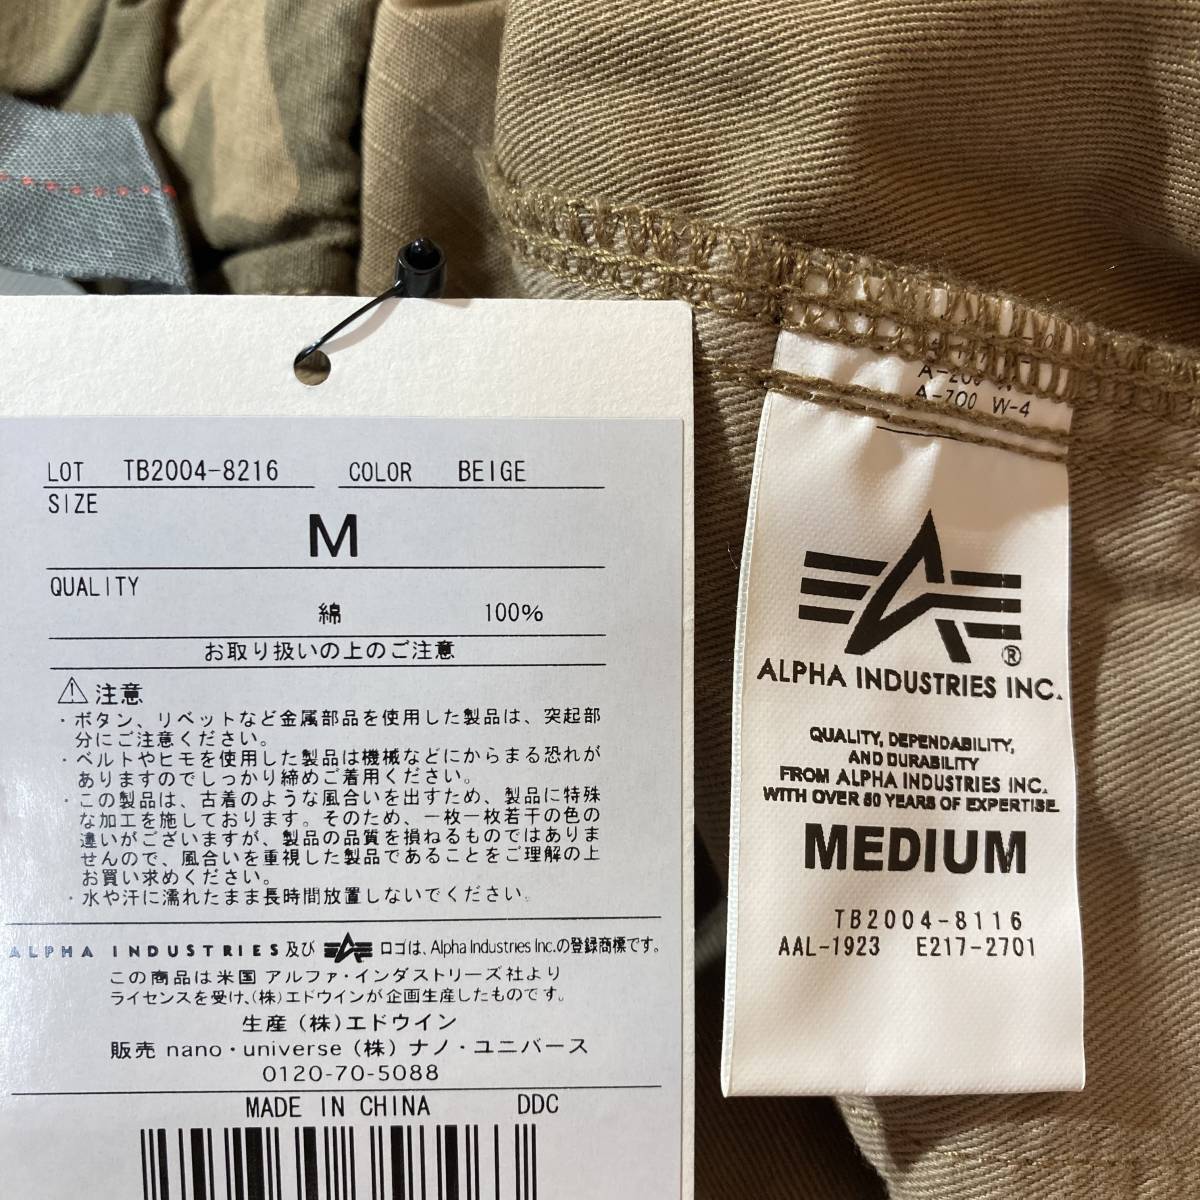 LOT TB2004-8216 COLOR BEIGE
SIZE
M
QUALITY
綿 100%
お取り扱いの上のご注意
注意
・ボタン、リベットなど金属部品を使用した製品は、突起部
分にご注意ください。
・ベルトやヒモを使用した製品は機械などにからまる恐れが
ありますのでしっかり締めご着用ください。
・この製品は、古着のような風合いを出すため、製品に特殊
な加工を施しております。そのため、一枚一枚若干の色の
違いがございますが、製品の品質を損ねるものではありま
せんので、風合いを重視した製品であることをご理解の上
お買い求めください。
・水や汗に濡れたまま長時間放置しないでください。
ALPHA INDUSTRIES及び ロゴは、Alpha Industries Inc.の登録商標です。
この商品は米国 アルファ・インダストリーズ社より
ライセンスを受け、(株)エドウインが企画生産したものです。
生産(株)エドウイン
販売 nano・universe(株)ナノ・ユニバース
0120-70-5088
MADE IN CHINA DDC
A-700 W-4
ALPHA INDUSTRIES INC.
QUALITY, DEPENDABILITY,
AND DURABILITY
FROM ALPHA INDUSTRIES INC.
WITH OVER 50 YEARS OF EXPERTISE.
MEDIUM
TB2004-8116
AAL-1923 E217-2701